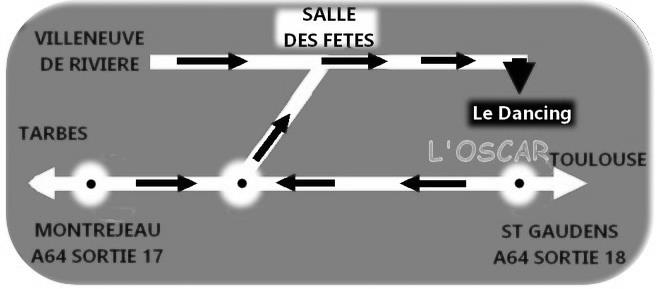 SALLE
DES FETES
VILLENEUVE
DE RIVIERE
Le Dancing
L'OSCAR
TARBES
TOULOUSE
MONTREJEAU
A64 SORTIE 17
ST GAUDENS
A64 SORTIE 18